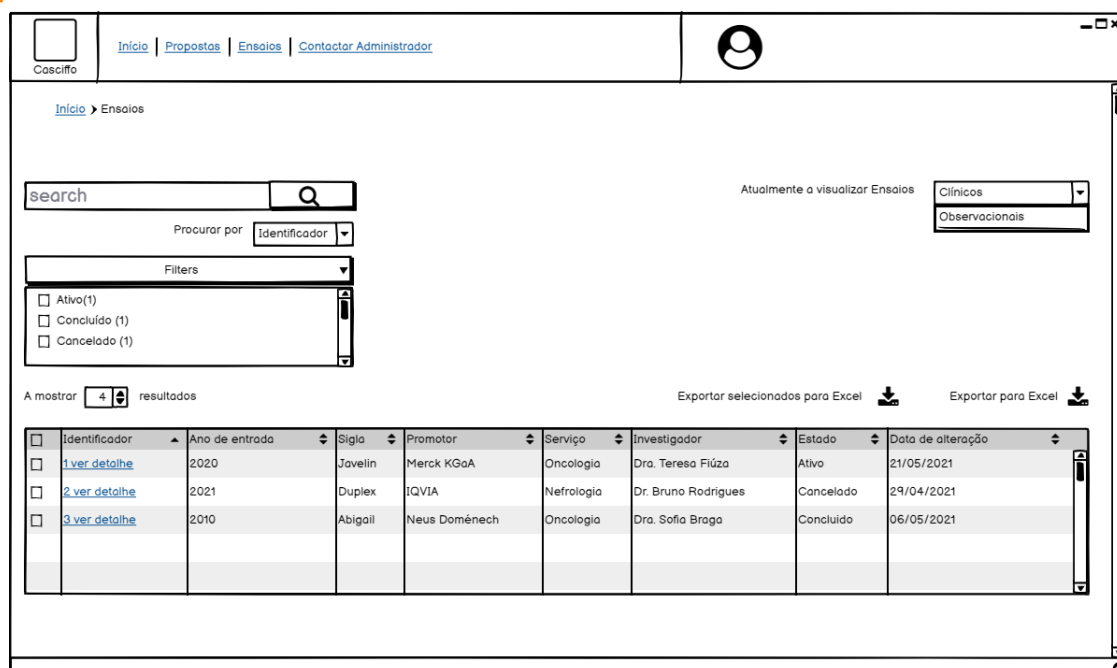 Início Propostas Ensaios Contactar Administrador
Casciffo
Início Ensaios
search
Atualmente a visualizar Ensaios Clínicos
Observacionais
Procurar por Identificador
Filters
Ativo(1)
Concluído (1)
Cancelado (1)
A mostrar 4 resultados Exportar selecionados para Excel Exportar para Excel
Identificador Ano de entrada Sigla Promotor Serviço Investigador Estado Data de alteração
1 ver detalhe 2020 Javelin Merck KGaA Oncologia Dra. Teresa Fiúza Ativo 21/05/2021
2 ver detalhe 2021 Duplex IQVIA Nefrologia Dr. Bruno Rodrigues Cancelado 29/04/2021
3 ver detalhe 2010 Abigail Neus Doménech Oncologia Dra. Sofia Braga Concluido 06/05/2021